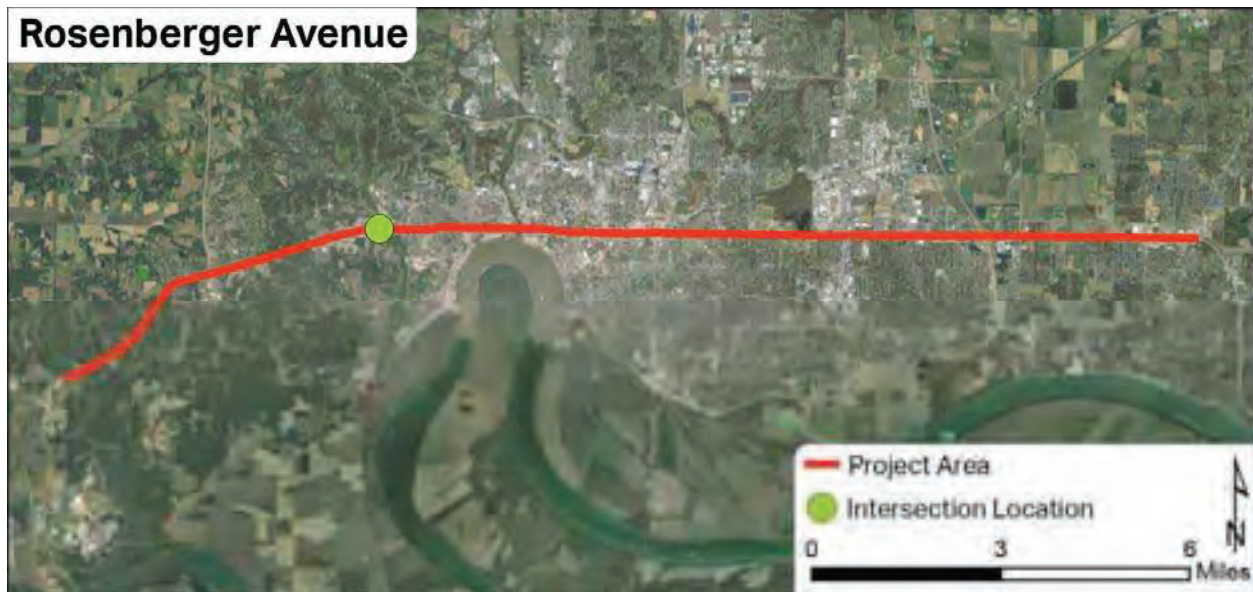 Rosenberger Avenue
Project Area
Intersection Location
N
0 3 6
Miles